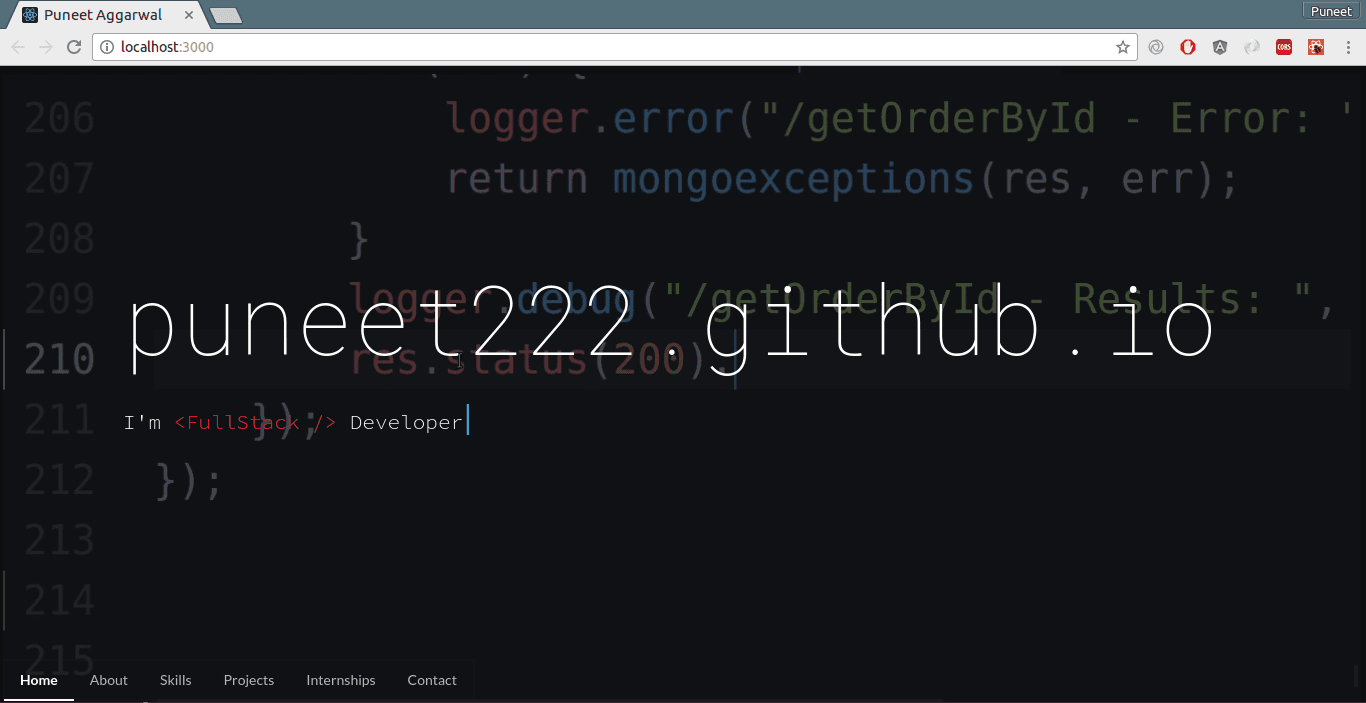 Puneet Aggarwal
Puneet
localhost:3000
CORS
206 logger.error("/getOrderById - Error: '
207 return mongoexceptions(res, err);
208 }
209 logger.debug("/getOrderById - Results: ",
puneet222.github.io
210 res.status(200).
211 });
I'm <FullStack /> Developer
212 });
213
214
215
Home About Skills Projects Internships Contact